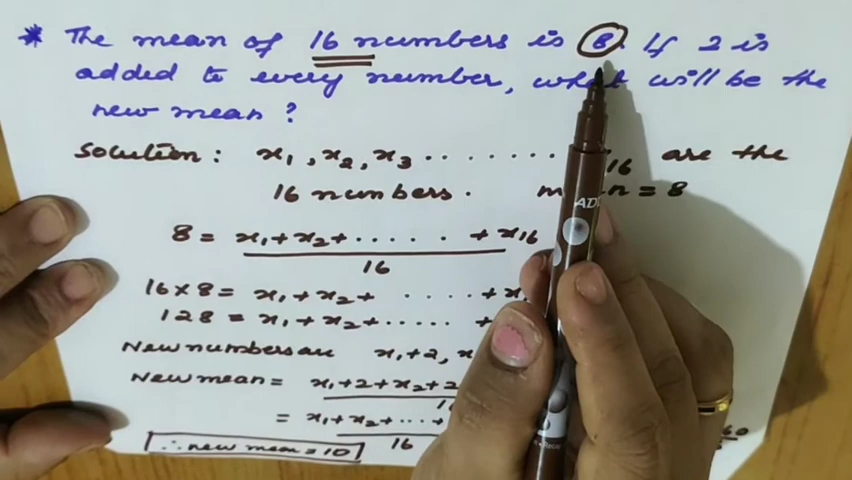 * The mean of 16 numbers is 8. If 2 is
added to every number, what will be the
new mean?
Solution: x₁, x₂, x₃ ........ 16 are the
16 numbers. mean = 8
8 = x₁+x₂+ ..... + x16
16
16×8 = x₁+x₂+ .... +x
128 = x₁+x₂+ ..... +
New numbers are x₁+2, x
New mean = x₁+2+x₂+2
= x₁+x₂+ ... +
16
∴ new mean = 10